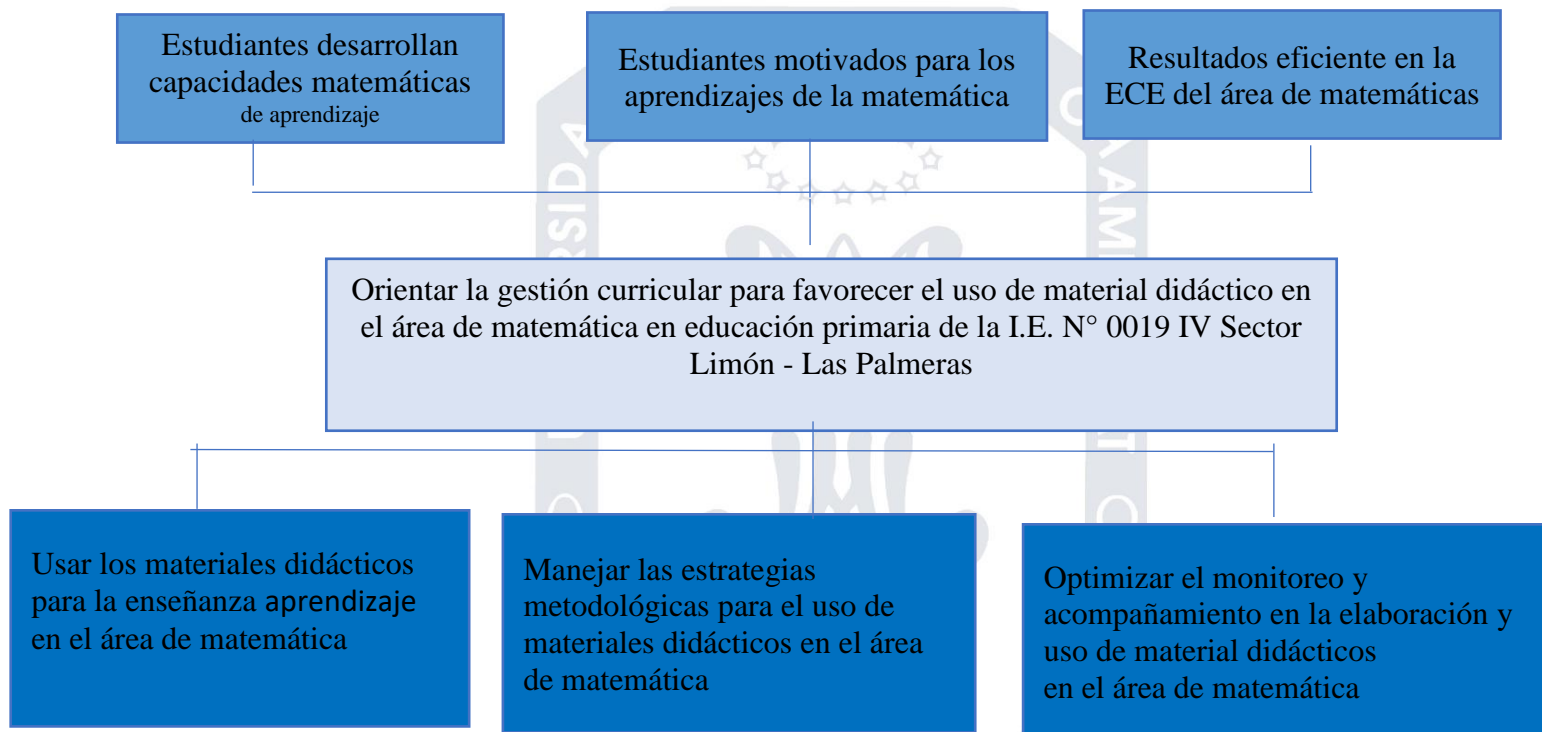 Estudiantes desarrollan
capacidades matemáticas
de aprendizaje
Estudiantes motivados para los
aprendizajes de la matemática
Resultados eficiente en la
ECE del área de matemáticas
Orientar la gestión curricular para favorecer el uso de material didáctico en
el área de matemática en educación primaria de la I.E. N° 0019 IV Sector
Limón - Las Palmeras
Usar los materiales didácticos
para la enseñanza aprendizaje
en el área de matemática
Manejar las estrategias
metodológicas para el uso de
materiales didácticos en el área
de matemática
Optimizar el monitoreo y
acompañamiento en la elaboración y
uso de material didácticos
en el área de matemática